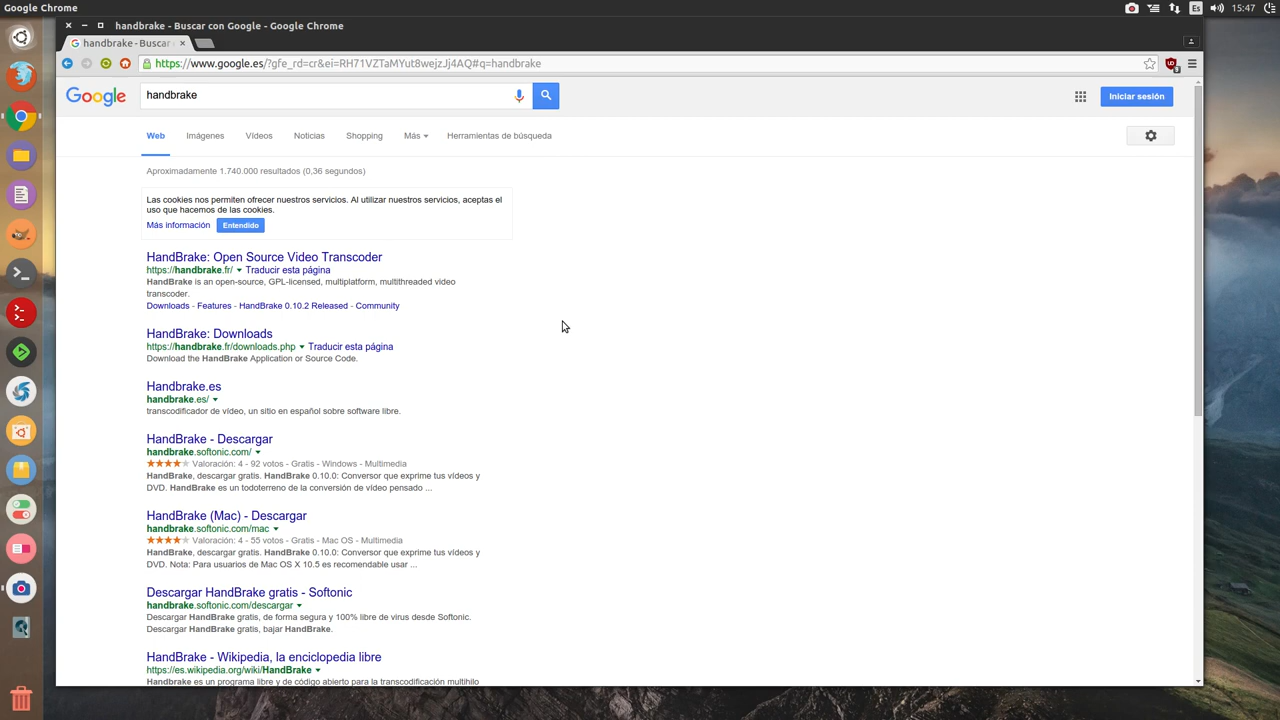 Google Chrome
Es
15:47
handbrake - Buscar con Google - Google Chrome
handbrake - Buscar
https://www.google.es/?gfe_rd=cr&ei=RH71VZTaMYut8wejzJj4AQ#q=handbrake
Google
handbrake
Iniciar sesión
Web Imágenes Vídeos Noticias Shopping Más Herramientas de búsqueda
Aproximadamente 1.740.000 resultados (0,36 segundos)
Las cookies nos permiten ofrecer nuestros servicios. Al utilizar nuestros servicios, aceptas el
uso que hacemos de las cookies.
Más información Entendido
HandBrake: Open Source Video Transcoder
https://handbrake.fr/ Traducir esta página
HandBrake is an open-source, GPL-licensed, multiplatform, multithreaded video
transcoder.
Downloads - Features - HandBrake 0.10.2 Released - Community
HandBrake: Downloads
https://handbrake.fr/downloads.php Traducir esta página
Download the HandBrake Application or Source Code.
Handbrake.es
handbrake.es/
transcodificador de vídeo, un sitio en español sobre software libre.
HandBrake - Descargar
handbrake.softonic.com/
Valoración: 4 - 92 votos - Gratis - Windows - Multimedia
HandBrake, descargar gratis. HandBrake 0.10.0: Conversor que exprime tus vídeos y
DVD. HandBrake es un todoterreno de la conversión de vídeo pensado ...
HandBrake (Mac) - Descargar
handbrake.softonic.com/mac
Valoración: 4 - 55 votos - Gratis - Mac OS - Multimedia
HandBrake, descargar gratis. HandBrake 0.10.0: Conversor que exprime tus vídeos y
DVD. Nota: Para usuarios de Mac OS X 10.5 es recomendable usar ...
Descargar HandBrake gratis - Softonic
handbrake.softonic.com/descargar
Descargar HandBrake gratis, de forma segura y 100% libre de virus desde Softonic.
Descargar HandBrake gratis, bajar HandBrake.
HandBrake - Wikipedia, la enciclopedia libre
https://es.wikipedia.org/wiki/HandBrake
Handbrake es un programa libre y de código abierto para la transcodificación multihilo